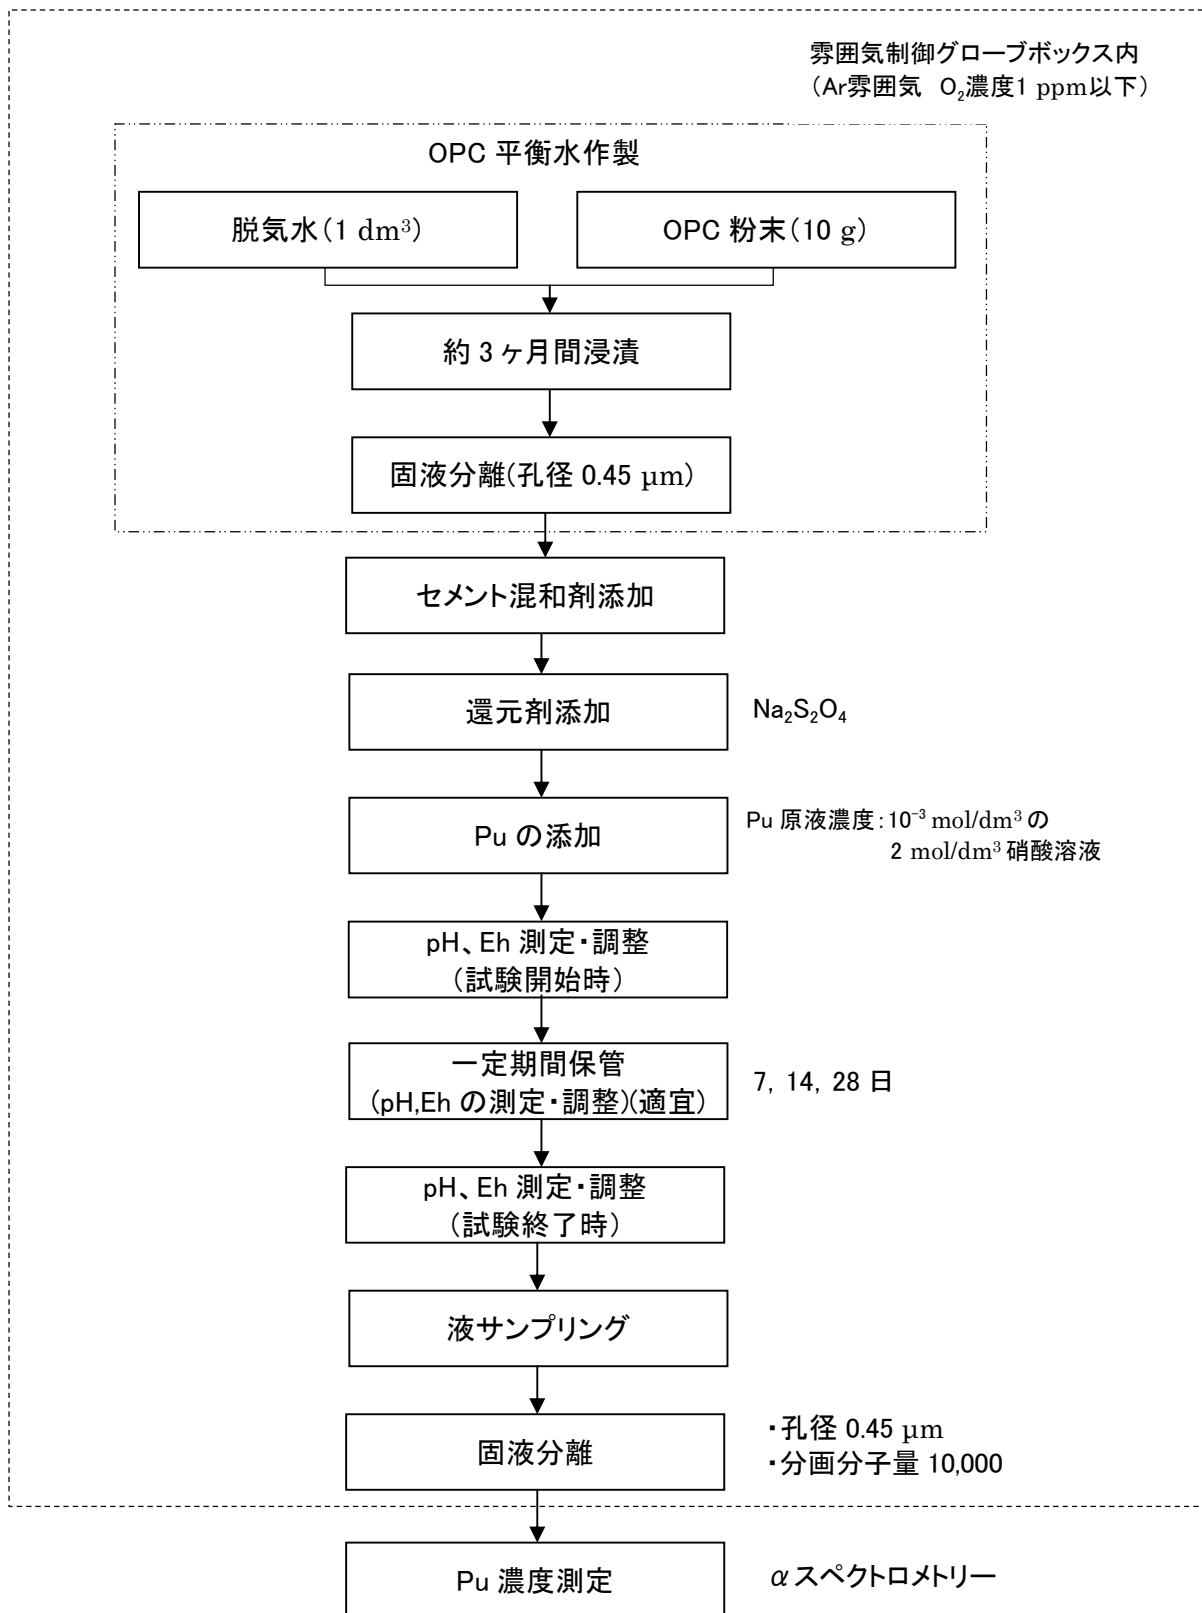 雰囲気制御グローブボックス内
（Ar雰囲気　O₂濃度1 ppm以下）
OPC 平衡水作製
脱気水（1 dm³）
OPC 粉末（10 g）
約 3 ヶ月間浸漬
固液分離(孔径 0.45 µm）
セメント混和剤添加
還元剤添加
Na₂S₂O₄
Pu の添加
Pu 原液濃度：10⁻³ mol/dm³ の
2 mol/dm³ 硝酸溶液
pH、Eh 測定・調整
（試験開始時）
一定期間保管
(pH,Eh の測定・調整)(適宜）
7，14，28 日
pH、Eh 測定・調整
（試験終了時）
液サンプリング
固液分離
・孔径 0.45 µm
・分画分子量 10,000
Pu 濃度測定
αスペクトロメトリー